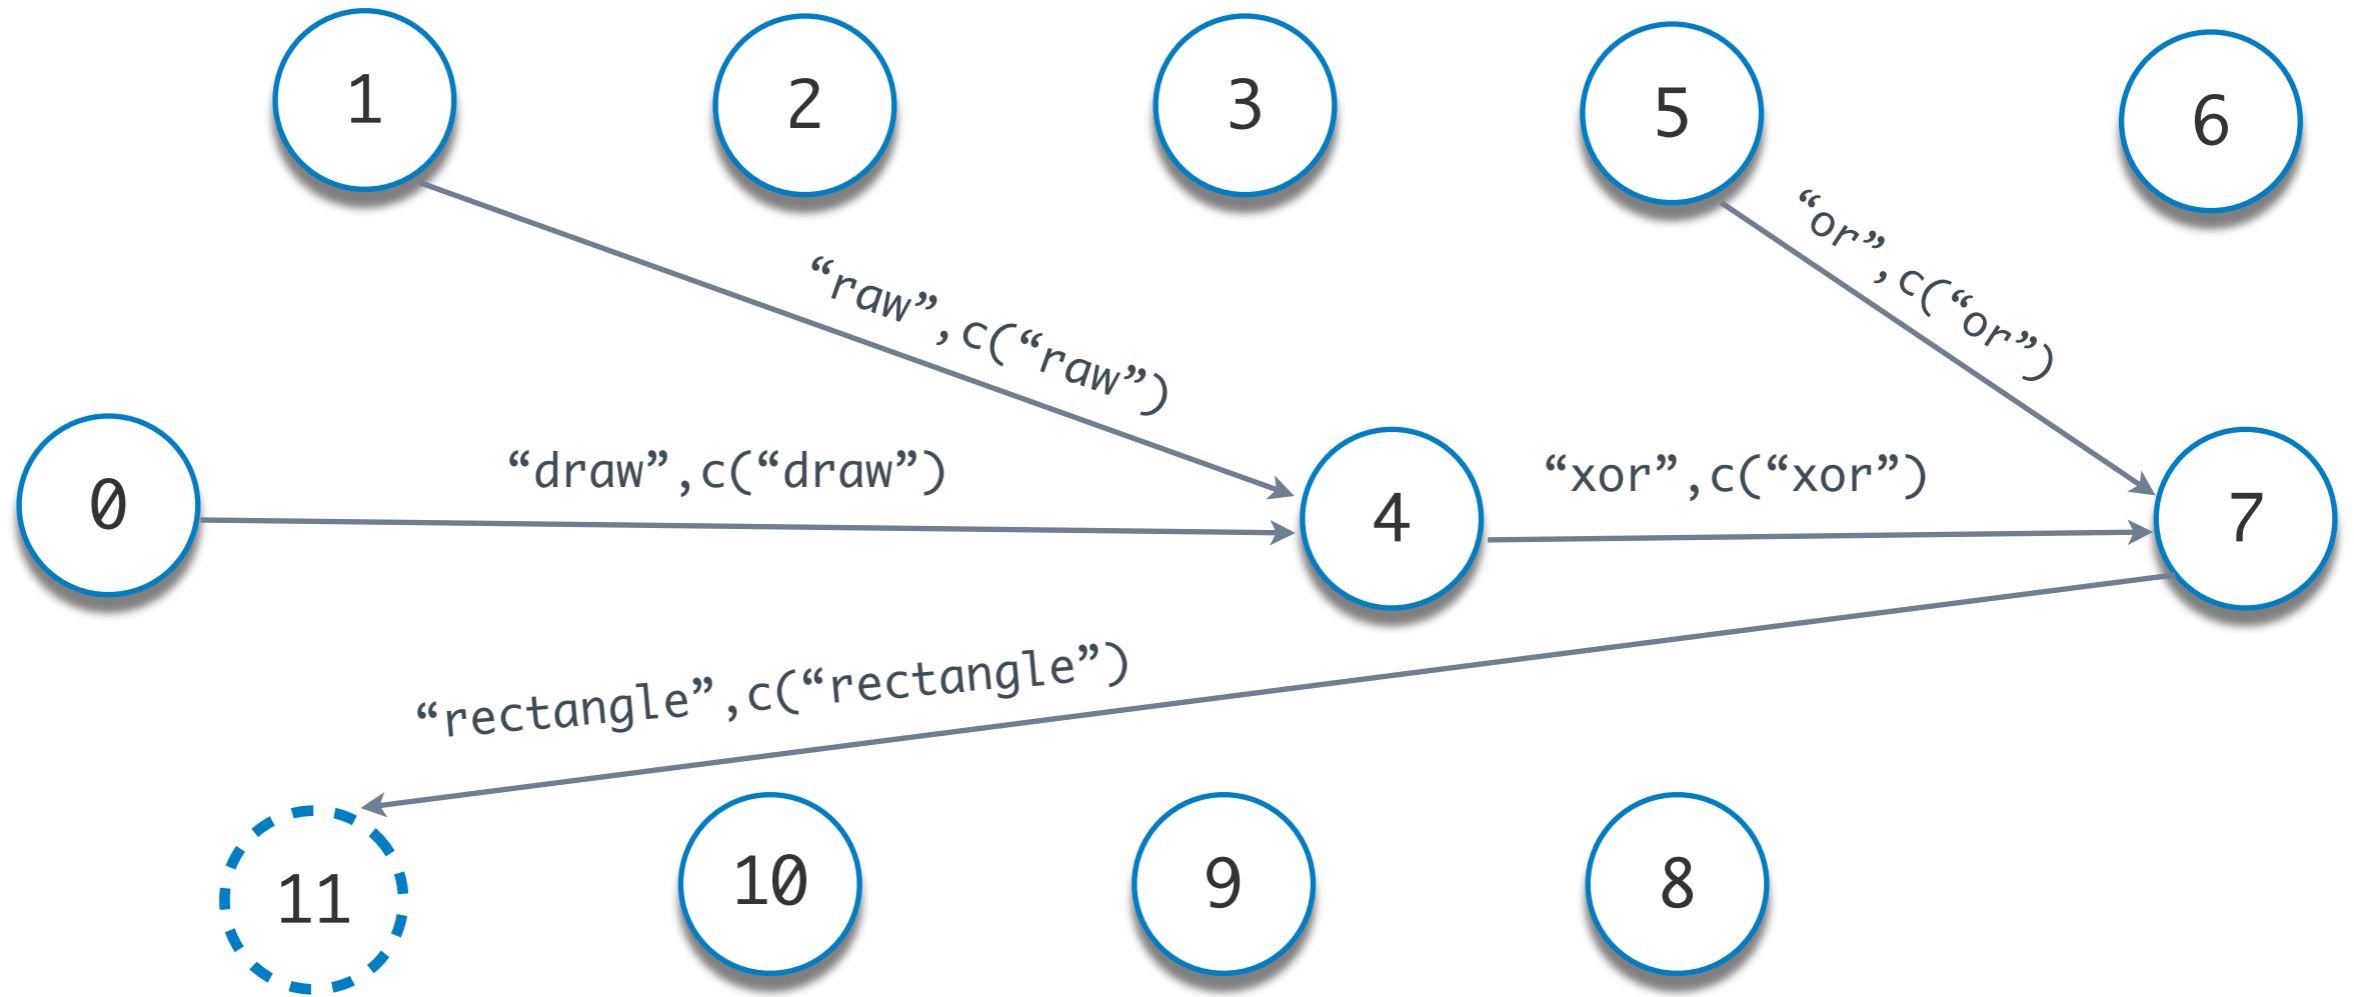 1
2
3
5
6
“or”,c(“or”)
“raw”,c(“raw”)
0
“draw”,c(“draw”)
4
“xor”,c(“xor”)
7
“rectangle”,c(“rectangle”)
11
10
9
8